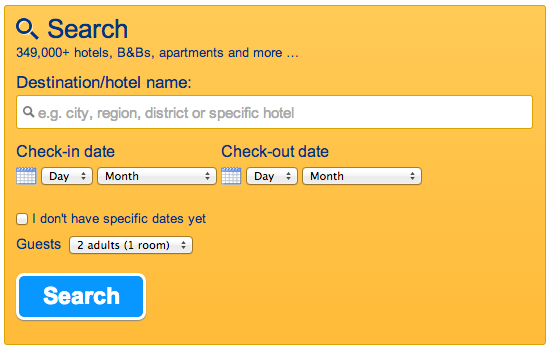 Search
349,000+ hotels, B&Bs, apartments and more ...
Destination/hotel name:
e.g. city, region, district or specific hotel
Check-in date Check-out date
Day Month Day Month
I don't have specific dates yet
Guests 2 adults (1 room)
Search